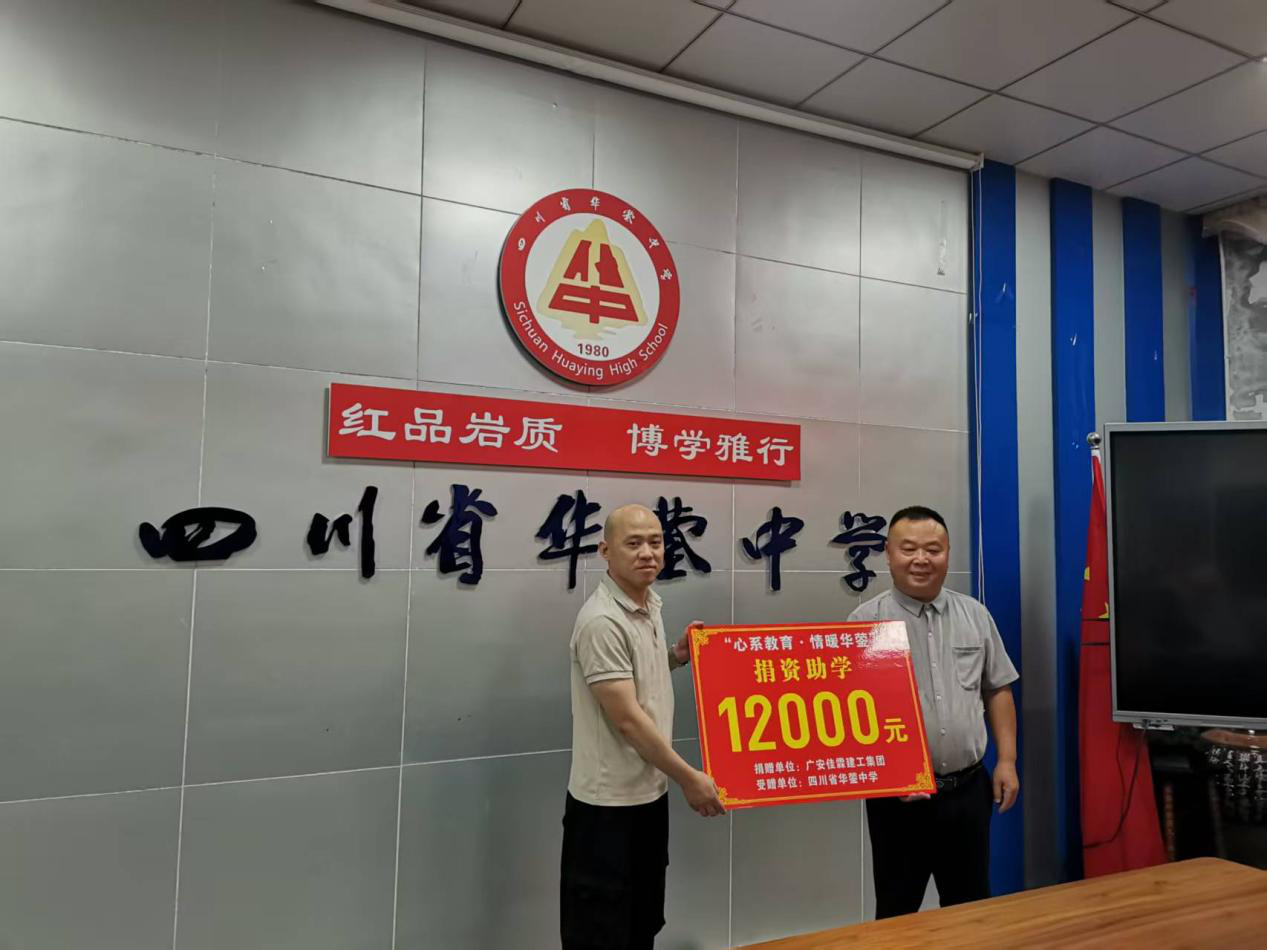 四川省华蓥中学
1980
Sichuan Huaying High School
红品岩质 博学雅行
四川省华蓥中学
“心系教育·情暖华蓥
捐资助学
12000元
捐赠单位：广安佳霖建工集团
受赠单位：四川省华蓥中学